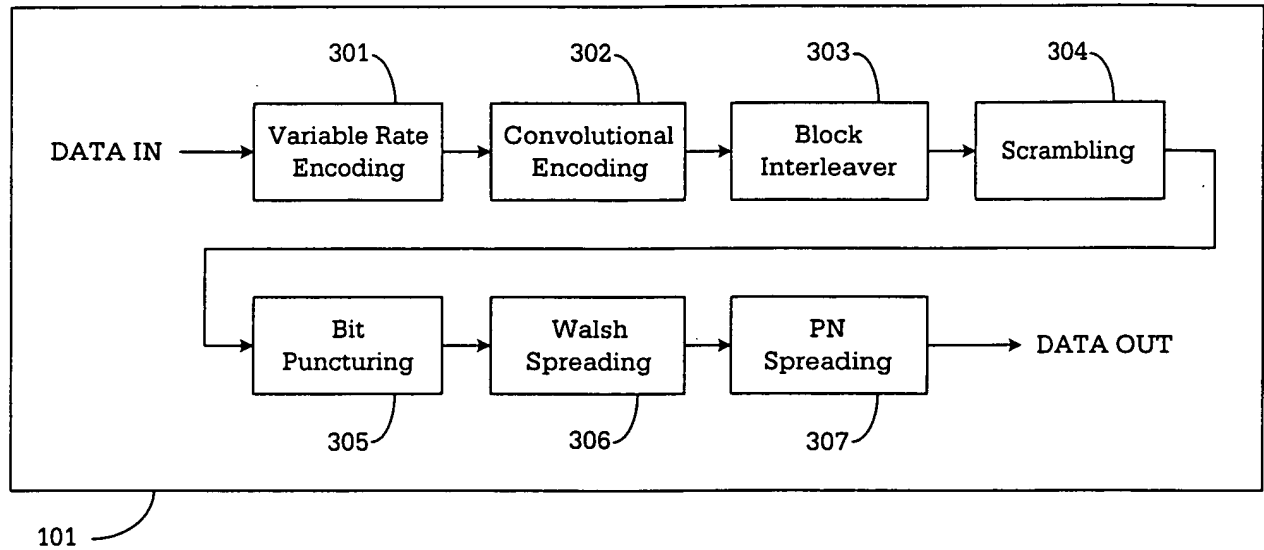 301
302
303
304
DATA IN
Variable Rate
Encoding
Convolutional
Encoding
Block
Interleaver
Scrambling
Bit
Puncturing
Walsh
Spreading
PN
Spreading
DATA OUT
305
306
307
101